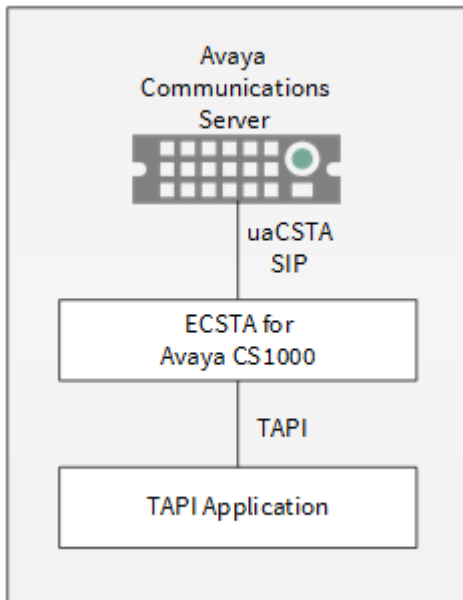 Avaya
Communications
Server
uaCSTA
SIP
ECSTA for
Avaya CS1000
TAPI
TAPI Application